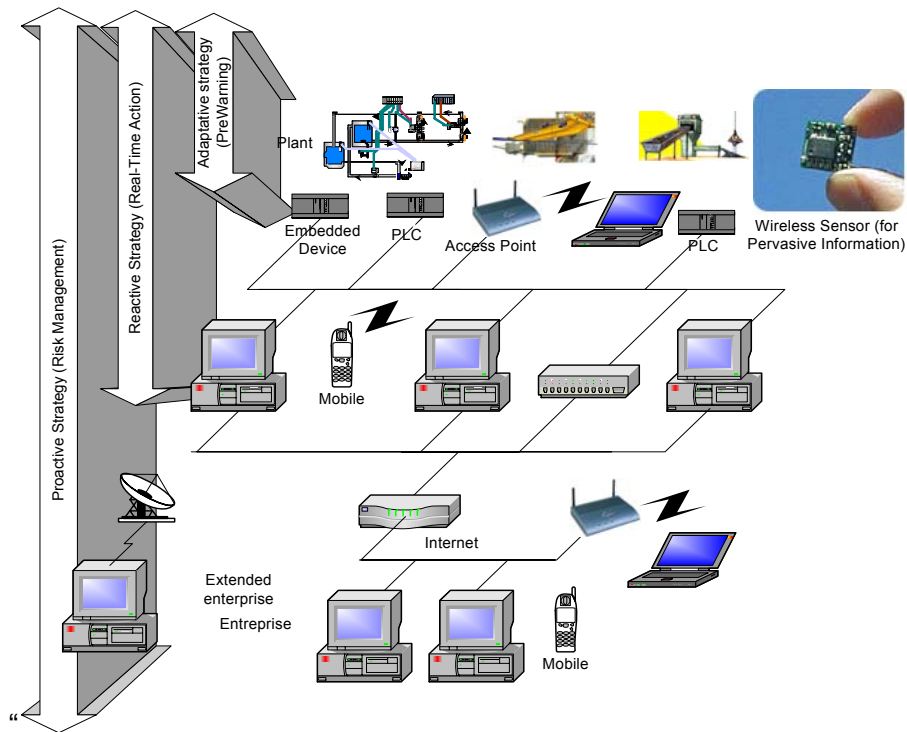 Proactive Strategy (Risk Management)
Reactive Strategy (Real-Time Action)
Adaptative strategy
(PreWarning)
Plant
Embedded
Device
PLC
Access Point
PLC
Wireless Sensor (for
Pervasive Information)
Mobile
Internet
Extended
enterprise
Entreprise
Mobile
“